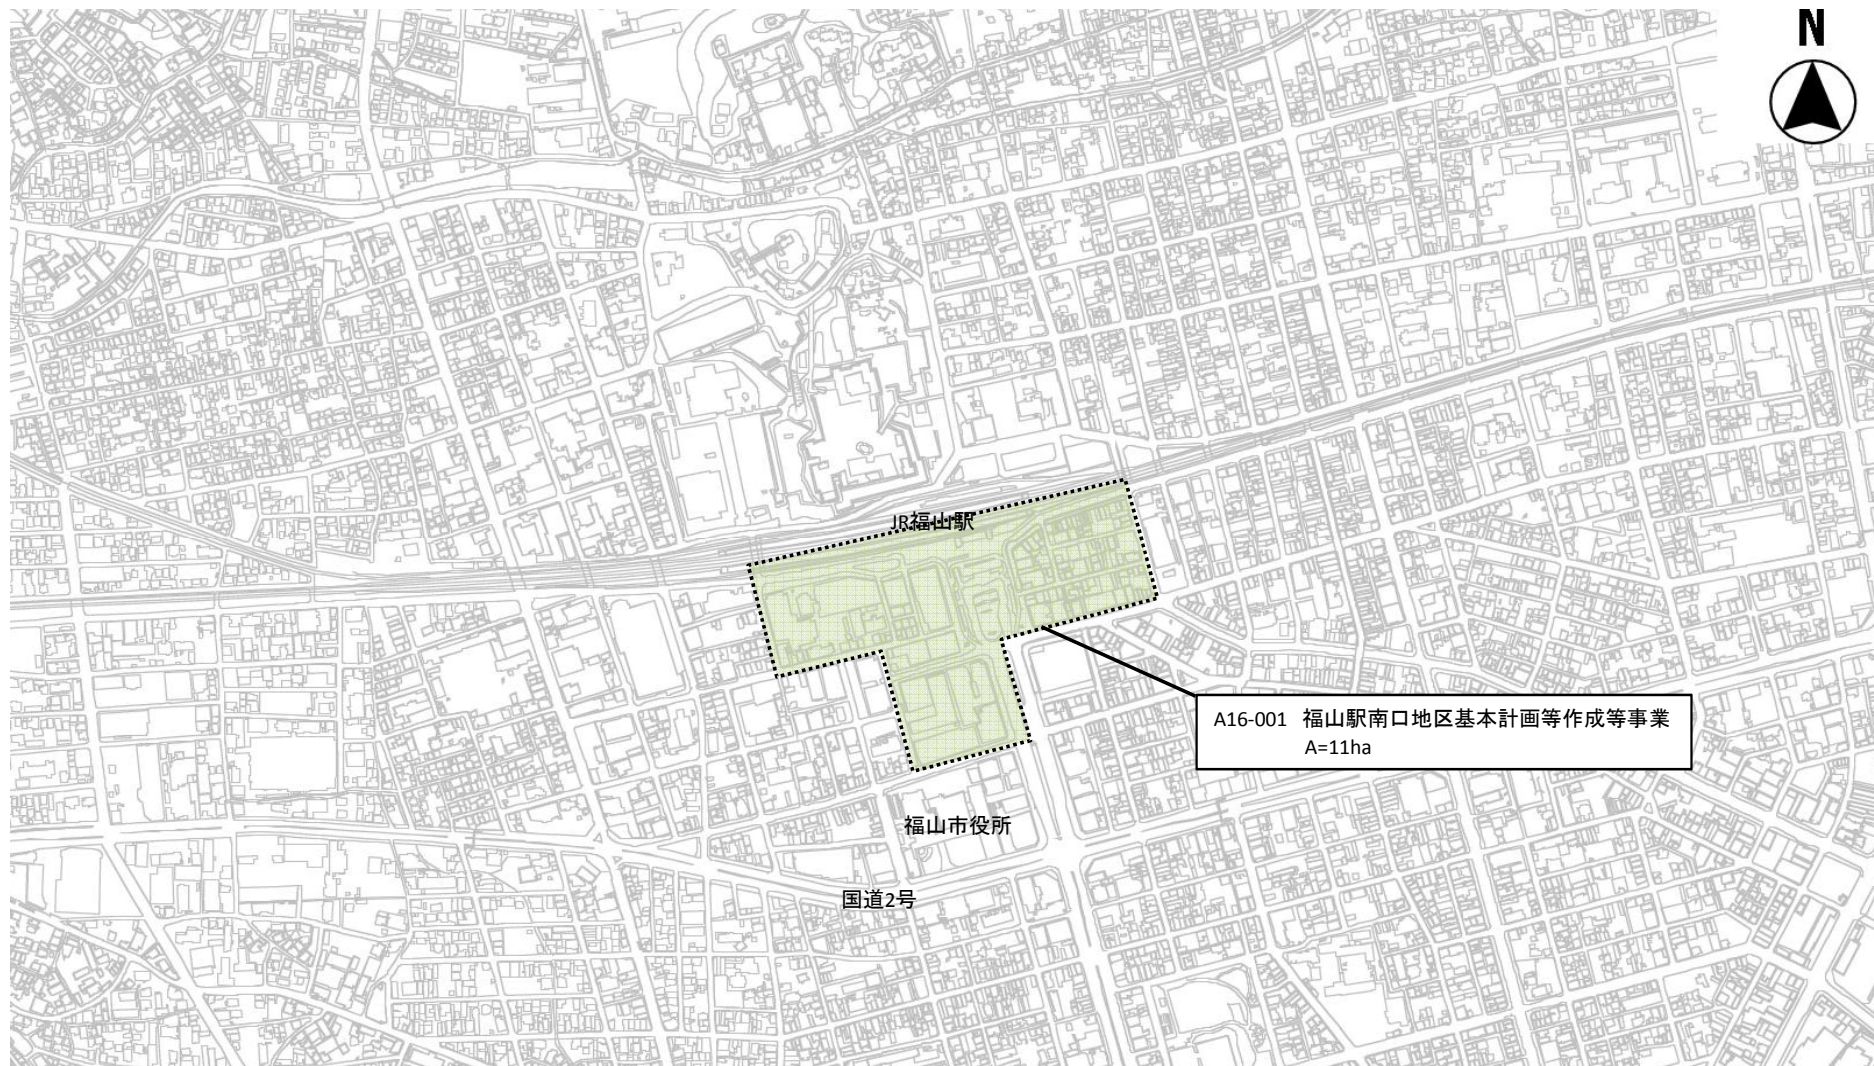 N
JR福山駅
A16-001 福山駅南口地区基本計画等作成等事業
A=11ha
福山市役所
国道2号